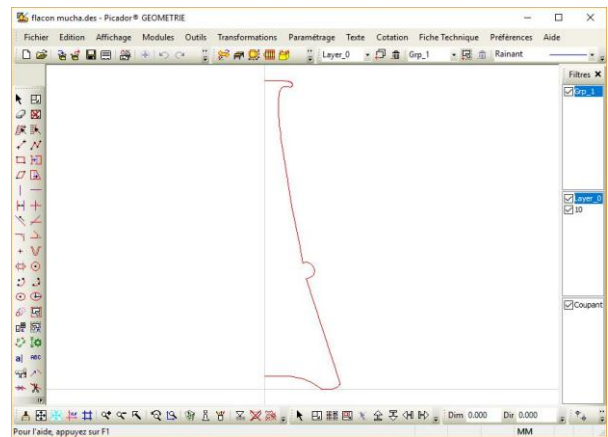 flacon mucha.des - Picador® GEOMETRIE
Fichier Edition Affichage Modules Outils Transformations Paramétrage Texte Cotation Fiche Technique Préférences Aide
Layer_0 Grp_1 Rainant
Filtres
Grp_1
Layer_0
10
Coupant
a| ABC
Dim 0.000 Dir 0.000
Pour l'aide, appuyez sur F1 MM